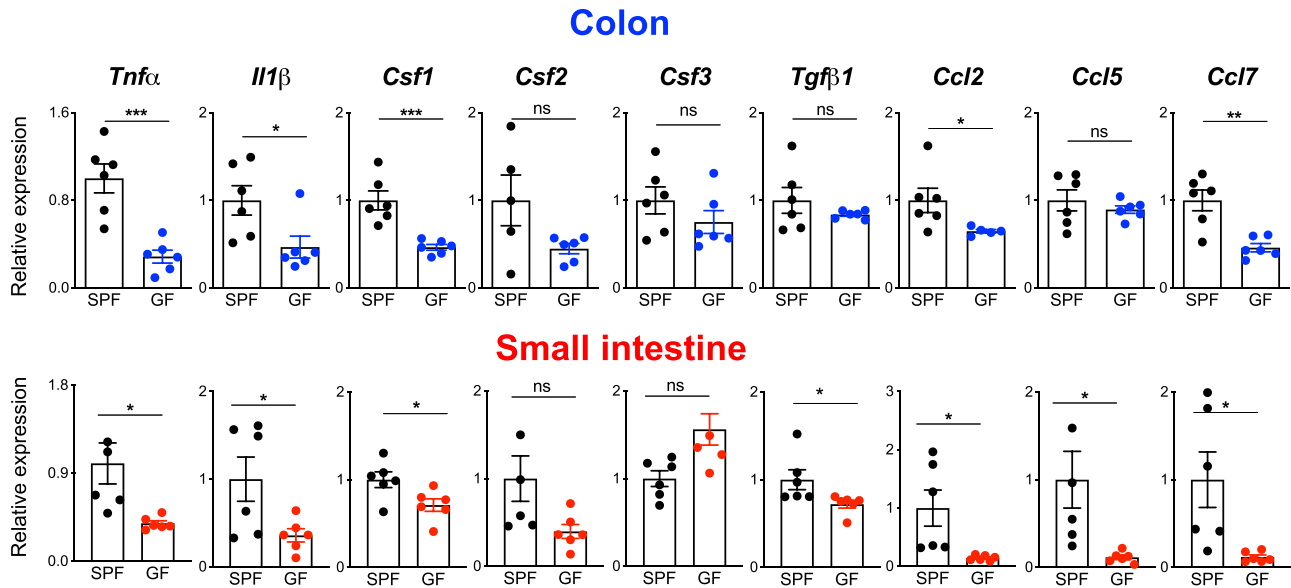 Colon
Tnfα Il1β Csf1 Csf2 Csf3 Tgfβ1 Ccl2 Ccl5 Ccl7
1.6 2 2 2 2 2 2 2 2
*** * *** ns ns ns * ns **
Relative expression
0.8 1 1 1 1 1 1 1 1
0.0 0 0 0 0 0 0 0 0
SPF GF SPF GF SPF GF SPF GF SPF GF SPF GF SPF GF SPF GF SPF GF
Small intestine
1.8 2 2 2 2 2 3 2 2
* * * ns ns * * * *
Relative expression
2
0.9 1 1 1 1 1 1 1 1
0.0 0 0 0 0 0 0 0 0
SPF GF SPF GF SPF GF SPF GF SPF GF SPF GF SPF GF SPF GF SPF GF